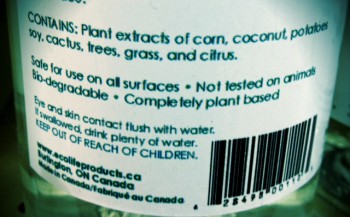 CONTAINS: Plant extracts of corn, coconut, potatoes
soy, cactus, trees, grass, and citrus.
Safe for use on all surfaces • Not tested on animals
Bio-degradable • Completely plant based
Eye and skin contact flush with water.
If swallowed, drink plenty of water.
KEEP OUT OF REACH OF CHILDREN.
www.ecolifeproducts.ca
Burlington, ON Canada
Made in Canada/Fabriqué au Canada